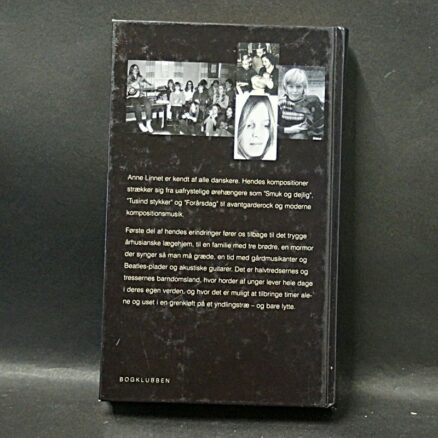 Anne Linnet er kendt af alle danskere. Hendes kompositioner
strækker sig fra uafrystelige ørehængere som "Smuk og dejlig",
"Tusind stykker" og "Forårsdag" til avantgarderock og moderne
kompositionsmusik.
Første del af hendes erindringer fører os tilbage til det trygge
århusianske lægehjem, til en familie med tre brødre, en mormor
der synger så man må græde, en tid med gårdmusikanter og
Beatles-plader og akustiske guitarer. Det er halvtredsernes og
tressernes barndomsland, hvor horder af unger lever hele dage
i deres egen verden, og hvor det er muligt at tilbringe timer ale-
ne og uset i en grenkløft på et yndlingstræ – og bare lytte.
BOGKLUBBEN